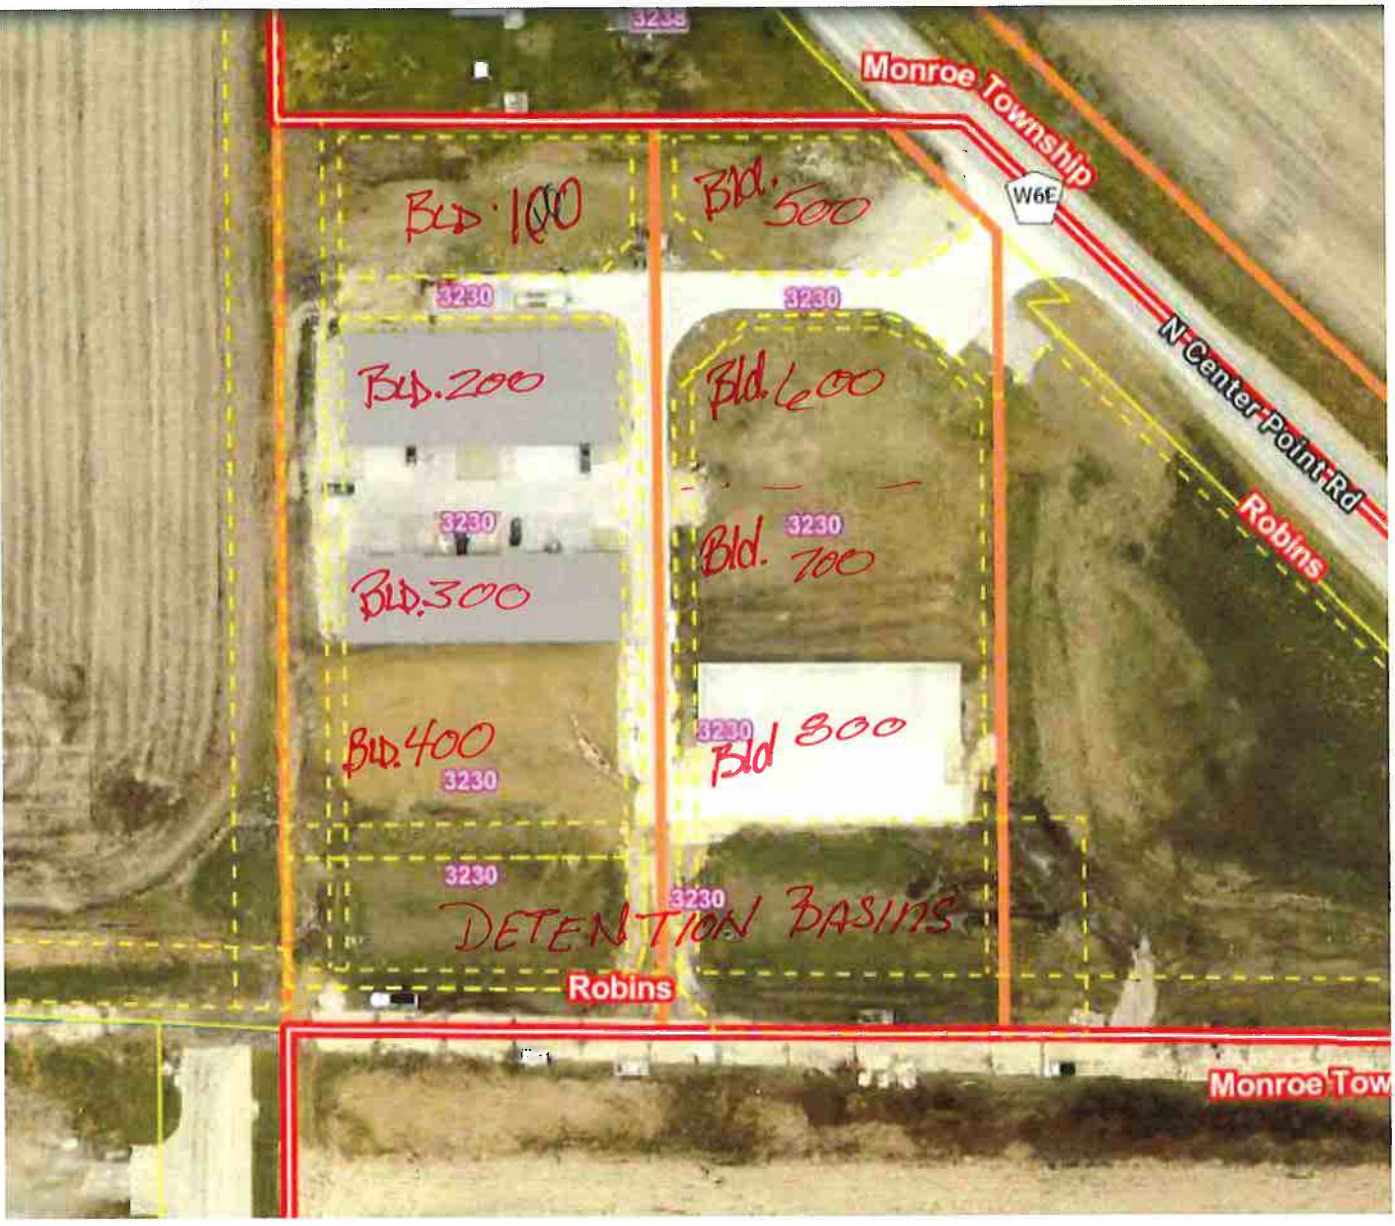 3238
Monroe Township
W6E
BLD. 100
Bld. 500
3230
3230
N Center Point Rd
BLD. 200
Bld. 600
3230
3230
Robins
Bld. 700
BLD. 300
3230
Bld 800
BLD. 400
3230
3230
3230
DETENTION BASINS
Robins
Monroe Tow